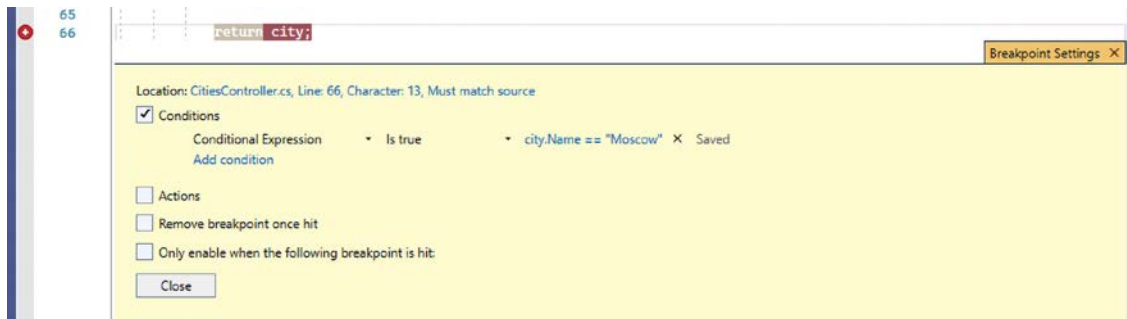 65
66 return city;
Breakpoint Settings ×
Location: CitiesController.cs, Line: 66, Character: 13, Must match source
Conditions
Conditional Expression Is true city.Name == "Moscow" × Saved
Add condition
Actions
Remove breakpoint once hit
Only enable when the following breakpoint is hit:
Close